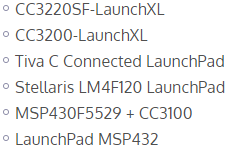 CC3220SF-LaunchXL
CC3200-LaunchXL
Tiva C Connected LaunchPad
Stellaris LM4F120 LaunchPad
MSP430F5529 + CC3100
LaunchPad MSP432